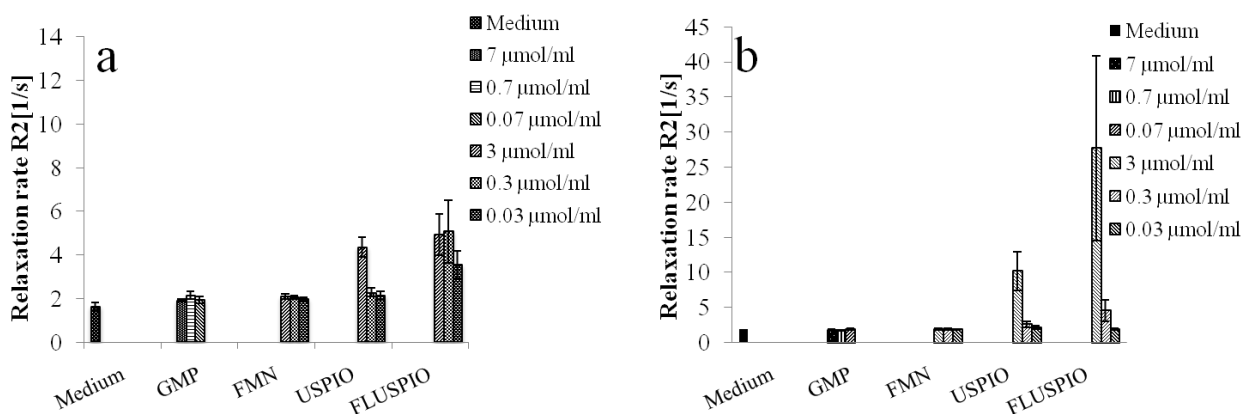 a
Relaxation rate R2[1/s]
14
12
10
8
6
4
2
0
Medium
GMP
FMN
USPIO
FLUSPIO
Medium
7 µmol/ml
0.7 µmol/ml
0.07 µmol/ml
3 µmol/ml
0.3 µmol/ml
0.03 µmol/ml
b
Relaxation rate R2[1/s]
45
40
35
30
25
20
15
10
5
0
Medium
GMP
FMN
USPIO
FLUSPIO
Medium
7 µmol/ml
0.7 µmol/ml
0.07 µmol/ml
3 µmol/ml
0.3 µmol/ml
0.03 µmol/ml